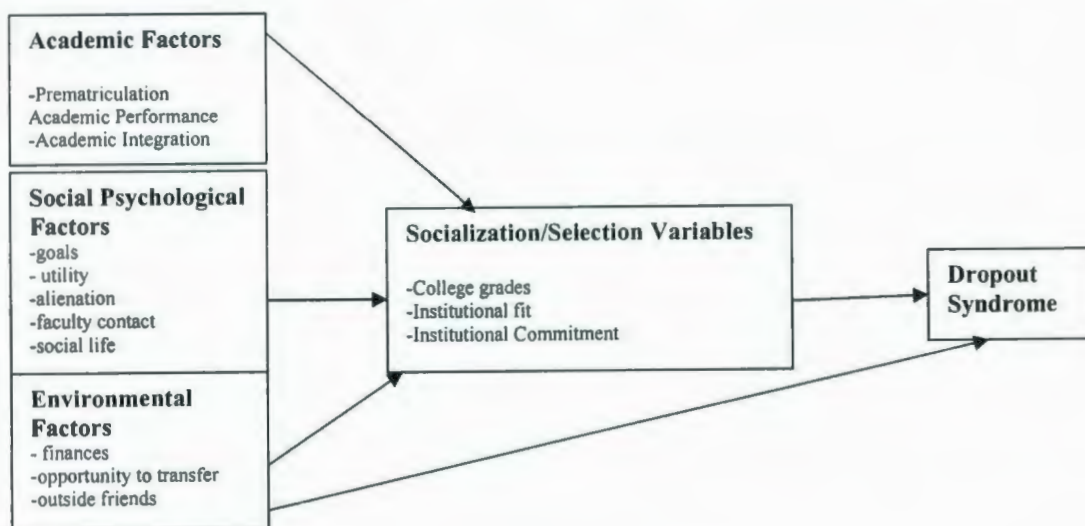 Academic Factors
-Prematriculation
Academic Performance
-Academic Integration
Social Psychological
Factors
-goals
- utility
-alienation
-faculty contact
-social life
Environmental
Factors
- finances
-opportunity to transfer
-outside friends
Socialization/Selection Variables
-College grades
-Institutional fit
-Institutional Commitment
Dropout
Syndrome